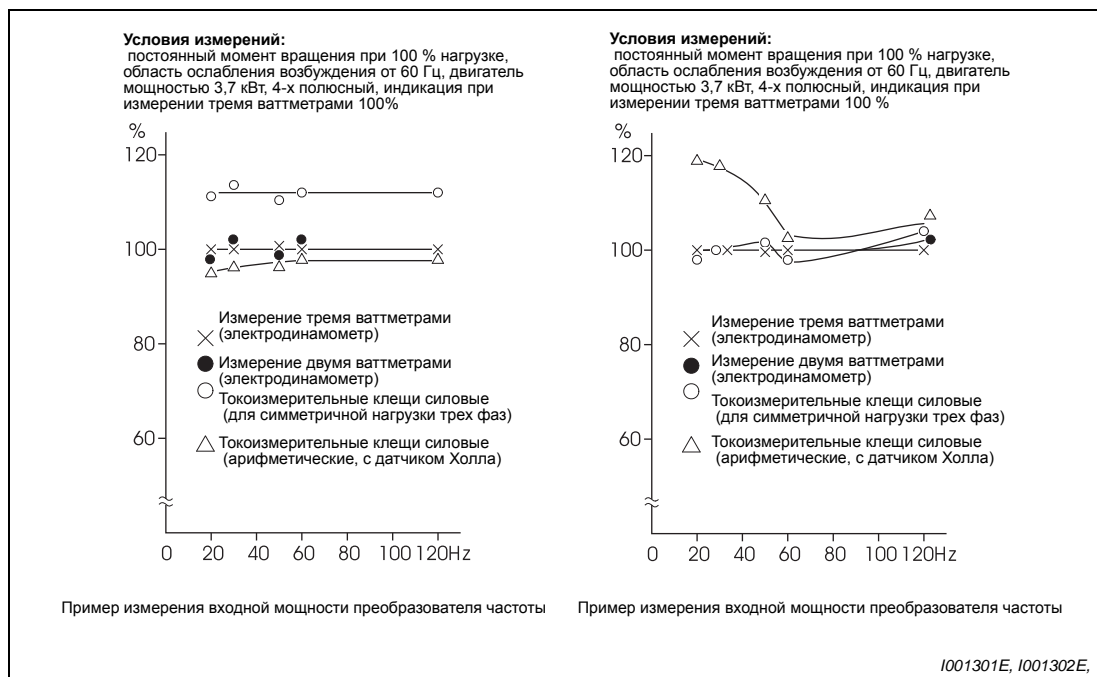 Условия измерений:
постоянный момент вращения при 100 % нагрузке,
область ослабления возбуждения от 60 Гц, двигатель
мощностью 3,7 кВт, 4-х полюсный, индикация при
измерении тремя ваттметрами 100%
%
120
100
80
60
Измерение тремя ваттметрами
(электродинамометр)
Измерение двумя ваттметрами
(электродинамометр)
Токоизмерительные клещи силовые
(для симметричной нагрузки трех фаз)
Токоизмерительные клещи силовые
(арифметические, с датчиком Холла)
0 20 40 60 80 100 120Hz
Пример измерения входной мощности преобразователя частоты
Условия измерений:
постоянный момент вращения при 100 % нагрузке,
область ослабления возбуждения от 60 Гц, двигатель
мощностью 3,7 кВт, 4-х полюсный, индикация при
измерении тремя ваттметрами 100 %
%
120
100
80
60
Измерение тремя ваттметрами
(электродинамометр)
Измерение двумя ваттметрами
(электродинамометр)
Токоизмерительные клещи силовые
(для симметричной нагрузки трех фаз)
Токоизмерительные клещи силовые
(арифметические, с датчиком Холла)
0 20 40 60 80 100 120Hz
Пример измерения входной мощности преобразователя частоты
I001301E, I001302E,